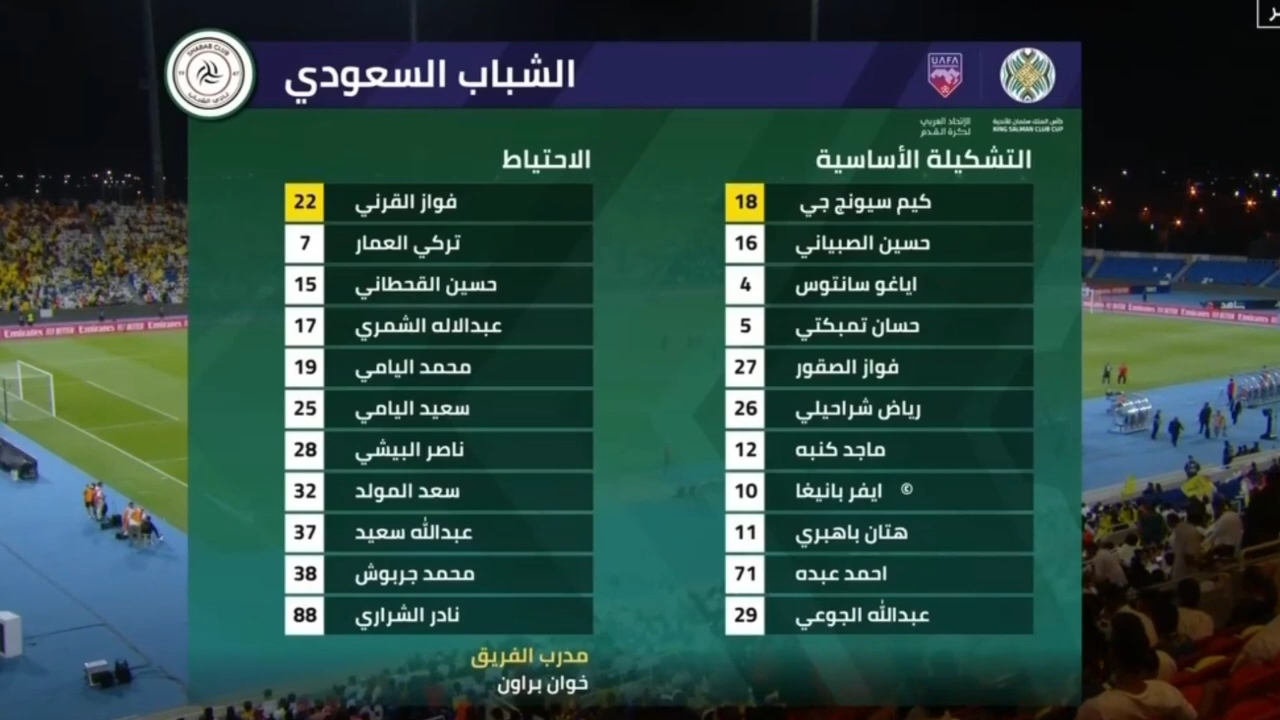 الشباب السعودي
SHABAB CLUB
UAFA
الاتحاد العربي
لكرة القدم
كأس الملك سلمان للأندية
KING SALMAN CLUB CUP
التشكيلة الأساسية
18 كيم سيونج جي
16 حسين الصبياني
4 اياغو سانتوس
5 حسان تمبكتي
27 فواز الصقور
26 رياض شراحيلي
12 ماجد كنبه
10 ايفر بانيغا ©
11 هتان باهبري
71 احمد عبده
29 عبدالله الجوعي
الاحتياط
22 فواز القرني
7 تركي العمار
15 حسين القحطاني
17 عبدالاله الشمري
19 محمد اليامي
25 سعيد اليامي
28 ناصر البيشي
32 سعد المولد
37 عبدالله سعيد
38 محمد جربوش
88 نادر الشراري
مدرب الفريق
خوان براون
Emirates